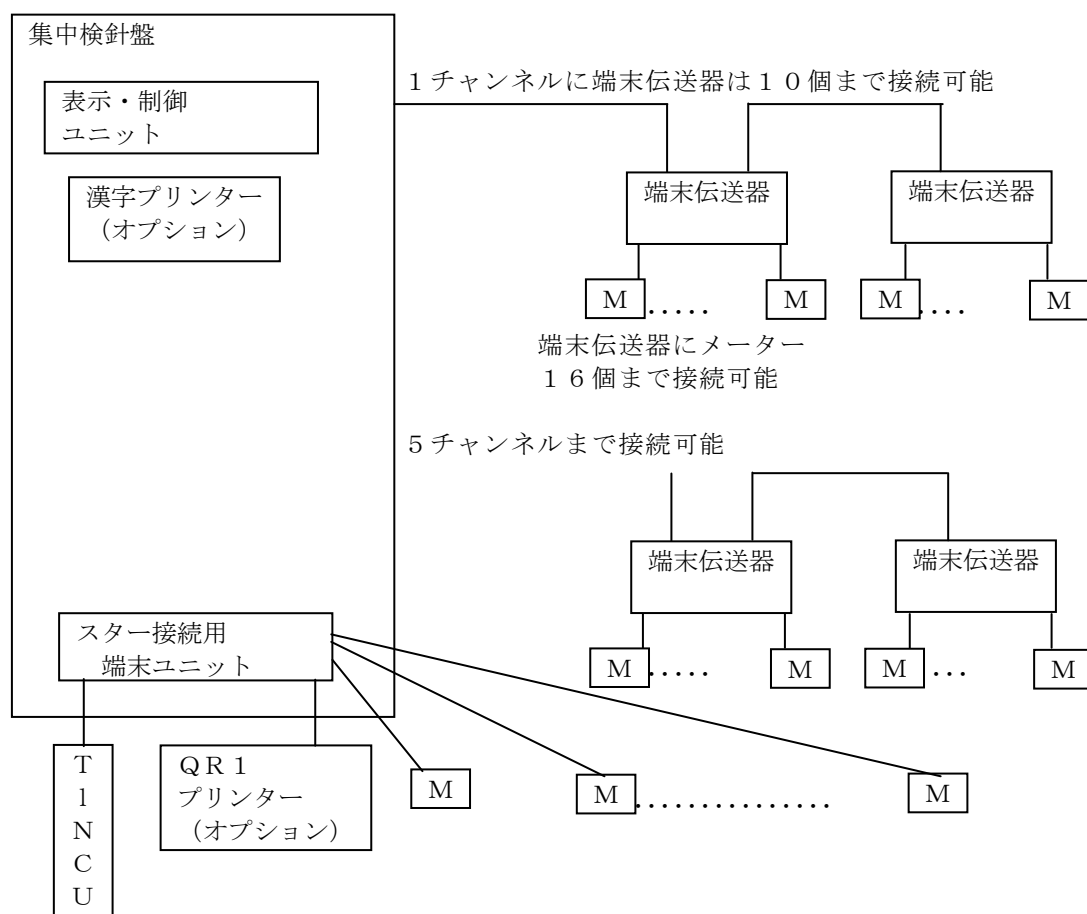 集中検針盤
表示・制御
ユニット
漢字プリンター
（オプション）
１チャンネルに端末伝送器は１０個まで接続可能
端末伝送器
端末伝送器
Ｍ.....Ｍ
Ｍ....Ｍ
端末伝送器にメーター
１６個まで接続可能
５チャンネルまで接続可能
端末伝送器
端末伝送器
Ｍ.....Ｍ
Ｍ...Ｍ
スター接続用
端末ユニット
Ｔ
l
Ｎ
Ｃ
Ｕ
ＱＲ１
プリンター
（オプション）
Ｍ
Ｍ...............Ｍ